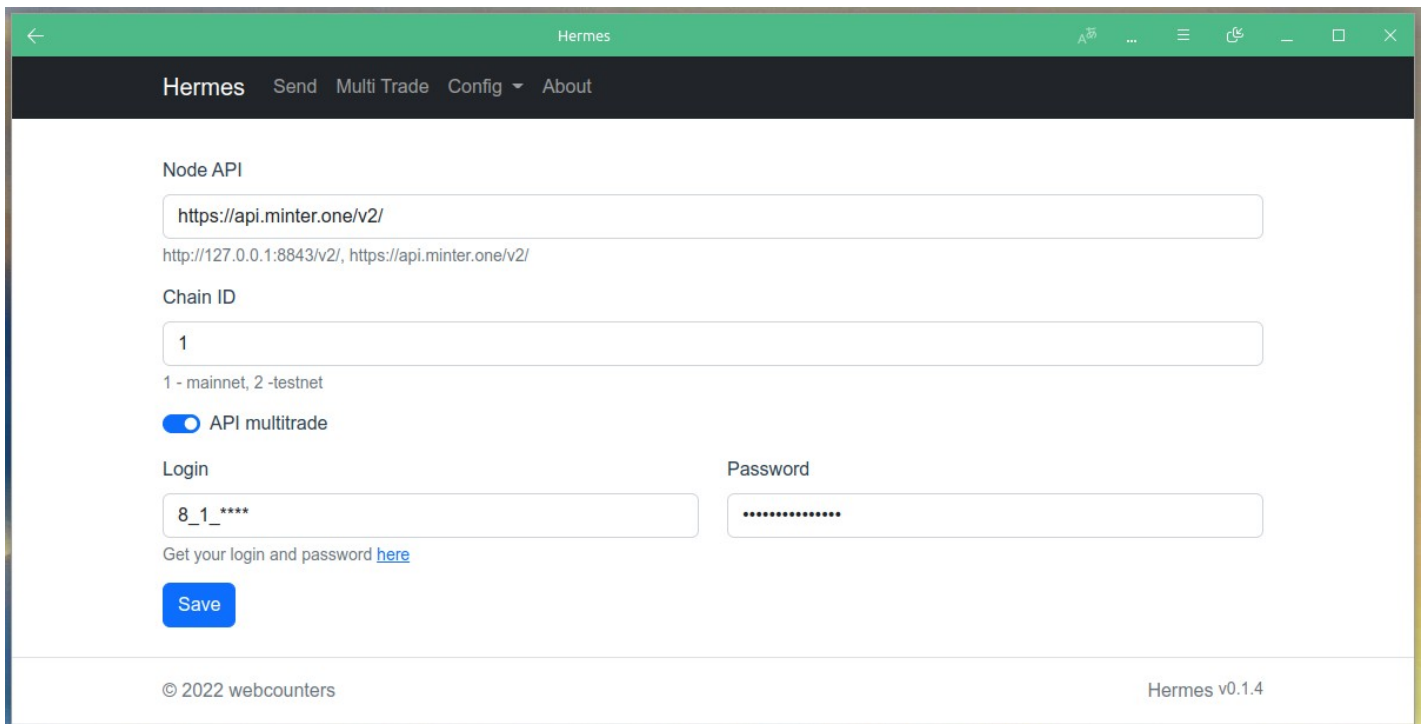 Hermes
Hermes Send Multi Trade Config About
Node API
https://api.minter.one/v2/
http://127.0.0.1:8843/v2/, https://api.minter.one/v2/
Chain ID
1
1 - mainnet, 2 -testnet
API multitrade
Login Password
8_1_**** •••••••••••••••
Get your login and password here
Save
© 2022 webcounters Hermes v0.1.4